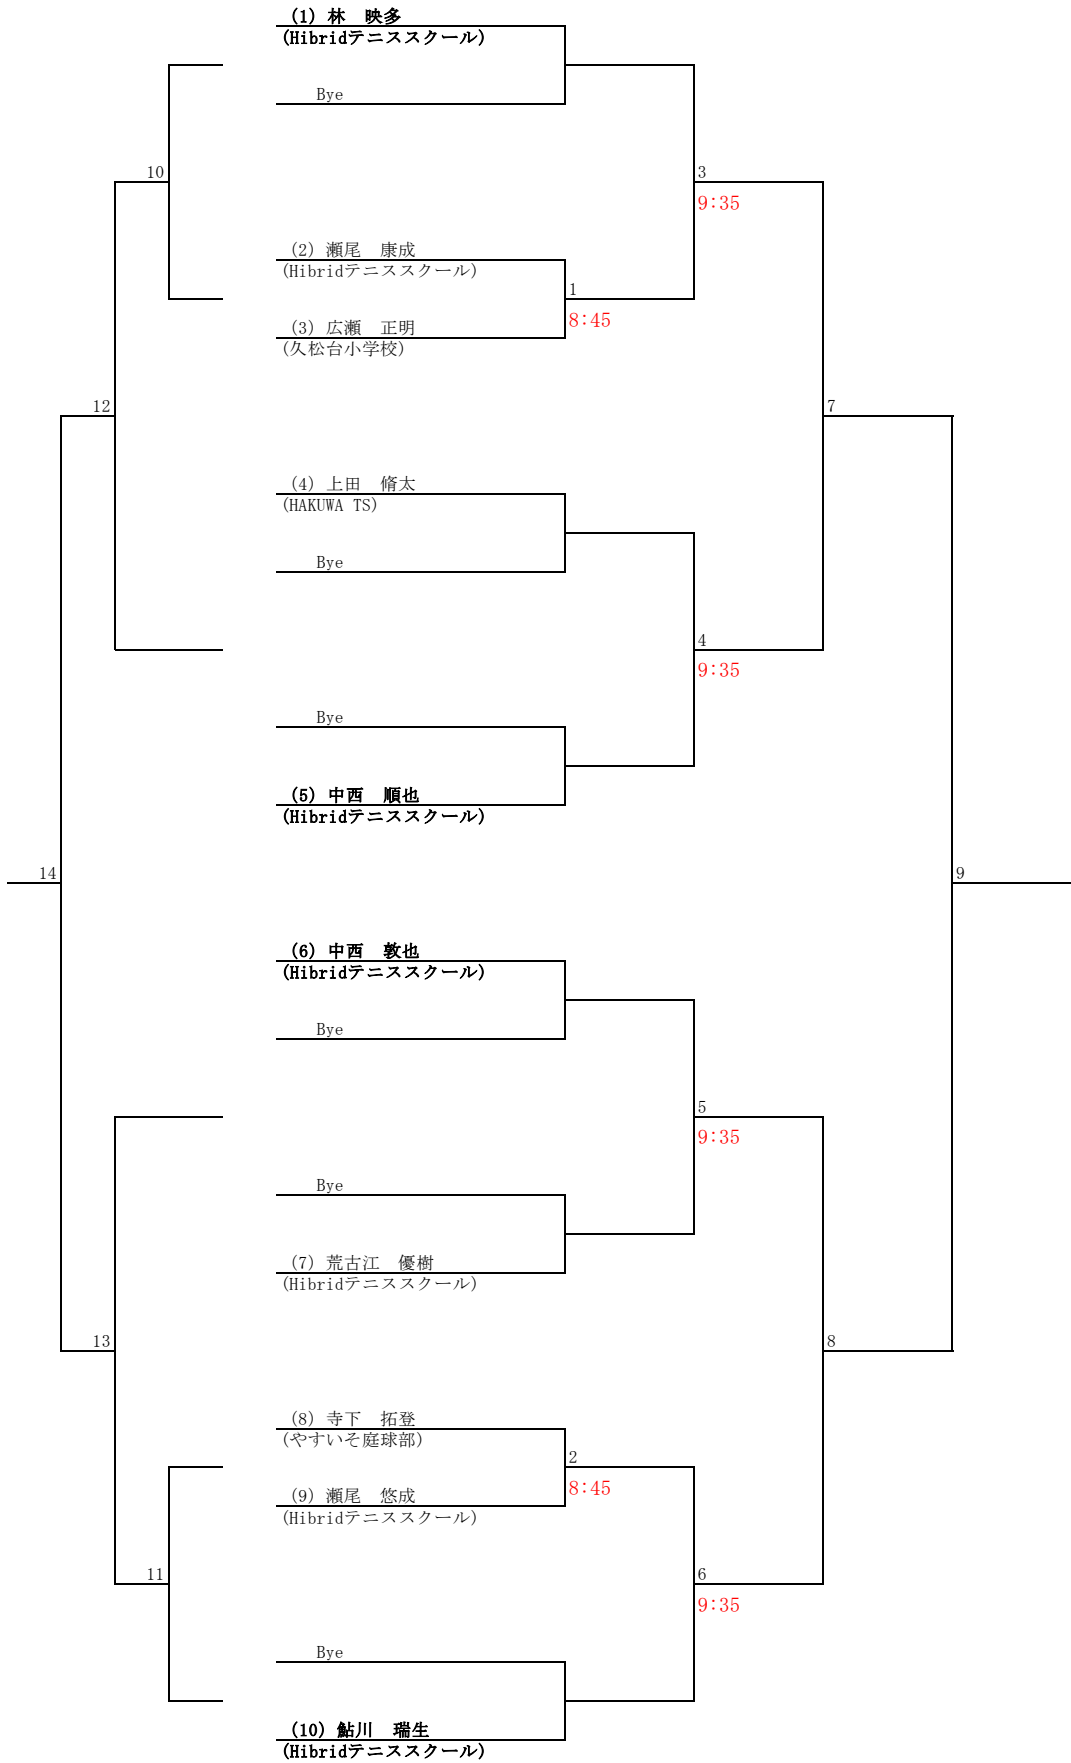 (1) 林　映多
(Hibridテニススクール)
Bye
10
3
9:35
(2) 瀬尾　康成
(Hibridテニススクール)
1
8:45
(3) 広瀬　正明
(久松台小学校)
12
7
(4) 上田　脩太
(HAKUWA TS)
Bye
4
9:35
Bye
(5) 中西　順也
(Hibridテニススクール)
14
9
(6) 中西　敦也
(Hibridテニススクール)
Bye
5
9:35
Bye
(7) 荒古江　優樹
(Hibridテニススクール)
13
8
(8) 寺下　拓登
(やすいそ庭球部)
2
8:45
(9) 瀬尾　悠成
(Hibridテニススクール)
11
6
9:35
Bye
(10) 鮎川　瑞生
(Hibridテニススクール)